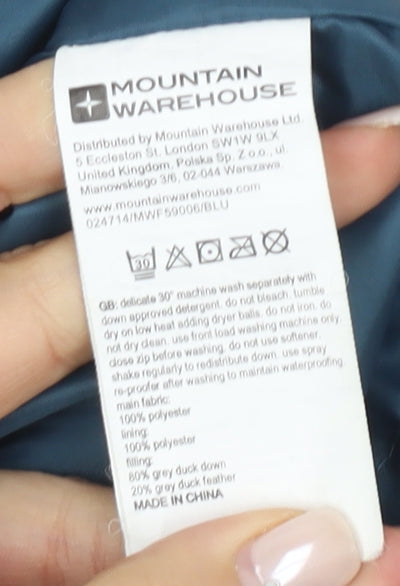 MOUNTAIN
WAREHOUSE
Distributed by Mountain Warehouse Ltd.
5 Eccleston St, London SW1W 9LX
United Kingdom, Polska Sp. Z o.o., ul.
Mianowskiego 3/6, 02-044 Warszawa.
www.mountainwarehouse.com
024714/MWF59006/BLU
30
GB: delicate 30° machine wash separately with
down approved detergent. do not bleach. tumble
dry on low heat adding dryer balls. do not iron. do
not dry clean. use front load washing machine only.
close zip before washing. do not use softener.
shake regularly to redistribute down. use spray
re-proofer after washing to maintain waterproofing.
main fabric:
100% polyester
lining:
100% polyester
filling:
80% grey duck down
20% grey duck feather
MADE IN CHINA